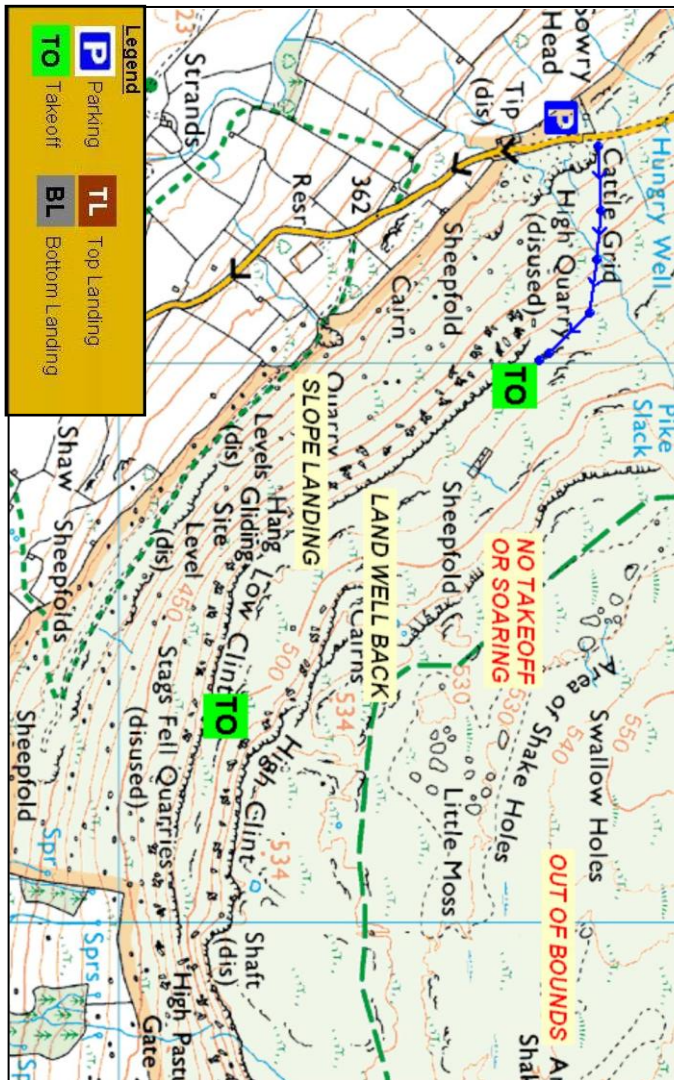 Legend
P Parking
TL Top Landing
TO Takeoff
BL Bottom Landing
Hungry Well
Cattle Grid
Head
P
Tip
(dis)
High Quarry
(disused)
Strands
362
Resr
Sheepfold
Cairn
TO
Pike
Slack
Quarry
SLOPE LANDING
LAND WELL BACK
Sheepfold
NO TAKEOFF
OR SOARING
530
530
Area of Shake Holes
Swallow Holes
550
540
Little Moss
OUT OF BOUNDS
Hang
Gliding
Site
Levels
(dis)
Level
(dis)
Low Clint
450
500
Cairns
534
High Clint
534
TO
Stags Fell Quarries
(disused)
Shaw
Sheepfolds
Sheepfold
Spr
Sprs
Shaft
(dis)
Gate